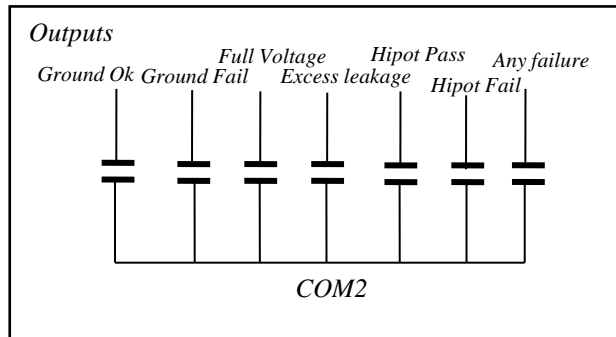 Outputs
Ground Ok
Ground Fail
Full Voltage
Excess leakage
Hipot Pass
Hipot Fail
Any failure
COM2